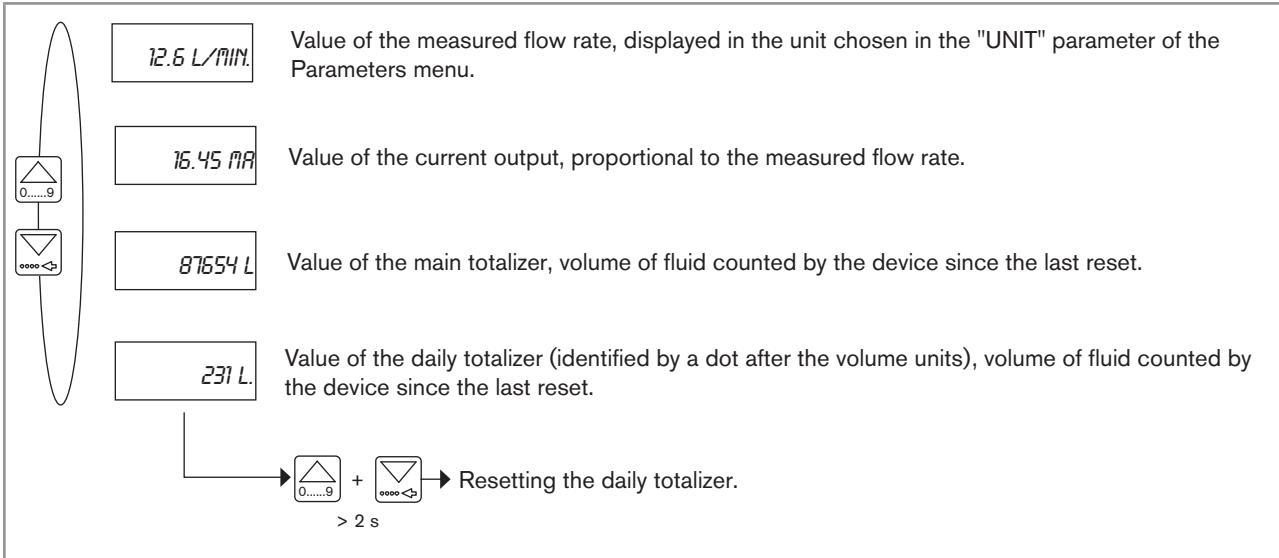 12.6 L/MIN.
Value of the measured flow rate, displayed in the unit chosen in the "UNIT" parameter of the
Parameters menu.
16.45 MA
Value of the current output, proportional to the measured flow rate.
0......9
87654 L
Value of the main totalizer, volume of fluid counted by the device since the last reset.
231 L.
Value of the daily totalizer (identified by a dot after the volume units), volume of fluid counted by
the device since the last reset.
0......9 + Resetting the daily totalizer.
> 2 s